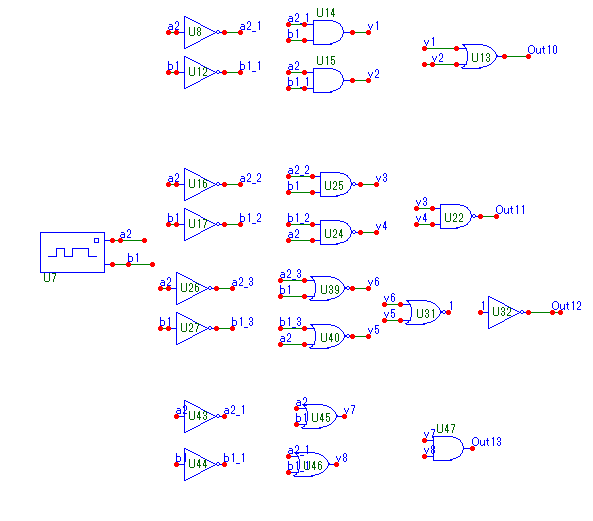 a2 U8 a2_1 a2_1 U14 b1 y1
b1 U12 b1_1 a2 U15 b1_1 y2
y1 y2 U13 Out10
a2 U16 a2_2 a2_2 U25 b1 y3
b1 U17 b1_2 b1_2 U24 a2 y4
y3 y4 U22 Out11
a2
b1
U7
a2 U26 a2_3 a2_3 U39 b1 y6
b1 U27 b1_3 b1_3 U40 a2 y5
y6 y5 U31 1
1 U32 Out12
a2 U43 a2_1 a2 U45 b1 y7
b1 U44 b1_1 a2_1 U46 b1_1 y8
U47 y7 y8 Out13